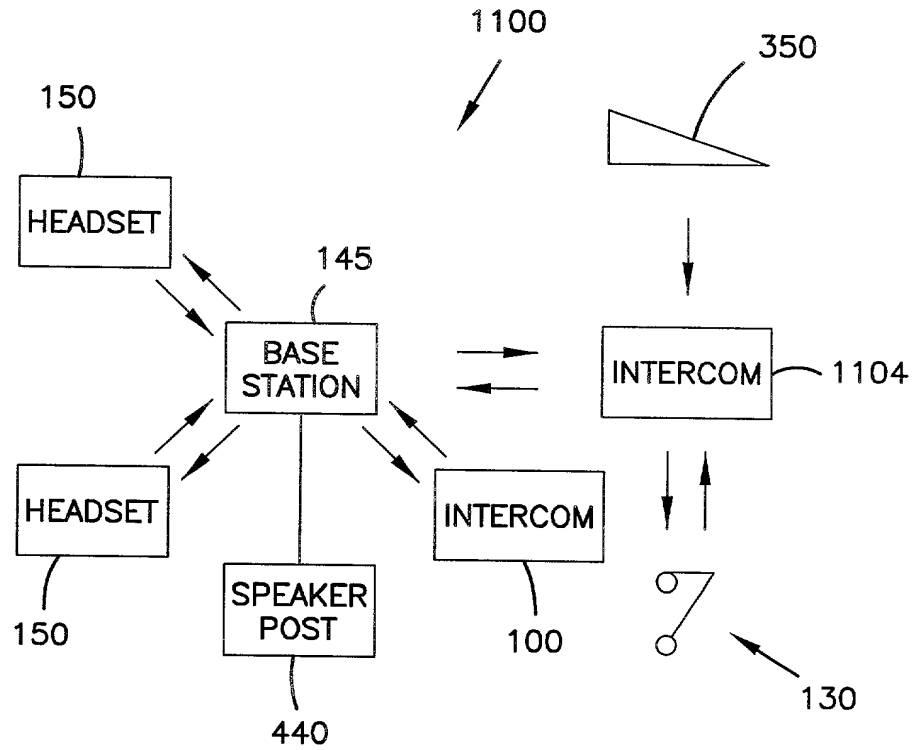 1100
350
150
HEADSET
145
BASE
STATION
INTERCOM
1104
HEADSET
INTERCOM
SPEAKER
POST
150
100
130
440